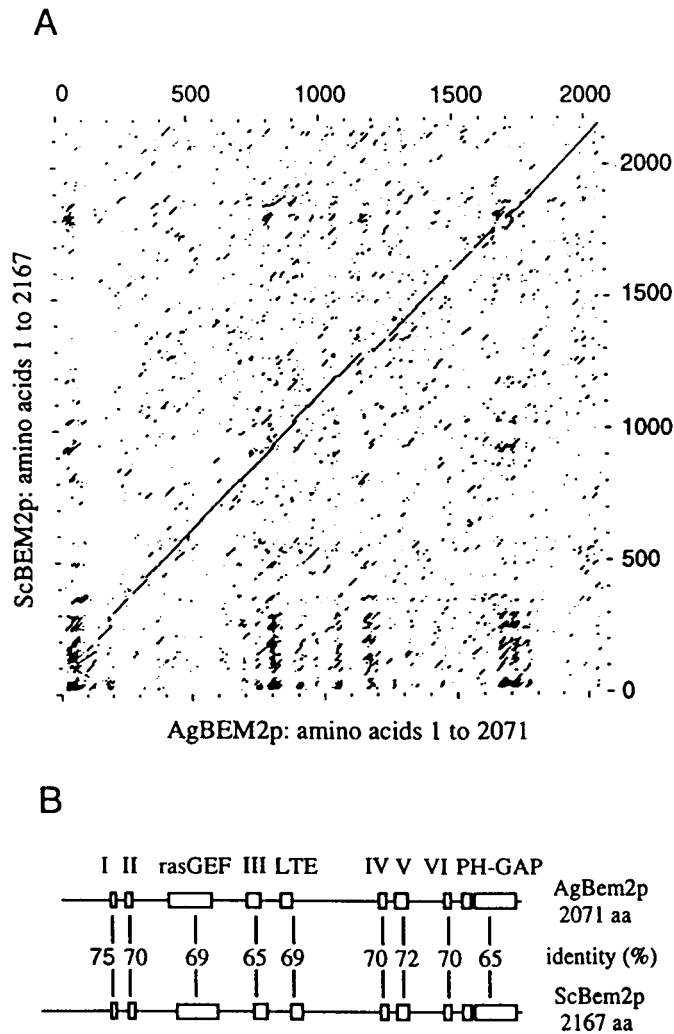 A
0 500 1000 1500 2000
2000
1500
1000
500
0
ScBEM2p: amino acids 1 to 2167
AgBEM2p: amino acids 1 to 2071
B
I II rasGEF III LTE IV V VI PH-GAP
AgBem2p
2071 aa
75 70 69 65 69 70 72 70 65 identity (%)
ScBem2p
2167 aa